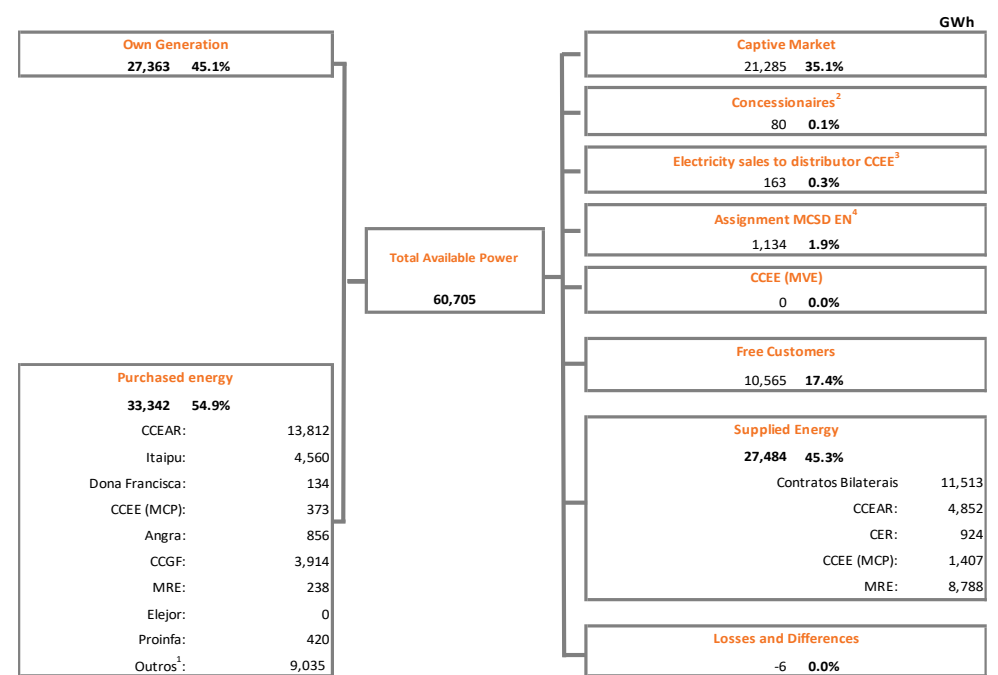 GWh
Own Generation
27,363 45.1%
Purchased energy
33,342 54.9%
CCEAR: 13,812
Itaipu: 4,560
Dona Francisca: 134
CCEE (MCP): 373
Angra: 856
CCGF: 3,914
MRE: 238
Elejor: 0
Proinfa: 420
Outros¹: 9,035
Total Available Power
60,705
Captive Market
21,285 35.1%
Concessionaires²
80 0.1%
Electricity sales to distributor CCEE³
163 0.3%
Assignment MCSD EN⁴
1,134 1.9%
CCEE (MVE)
0 0.0%
Free Customers
10,565 17.4%
Supplied Energy
27,484 45.3%
Contratos Bilaterais 11,513
CCEAR: 4,852
CER: 924
CCEE (MCP): 1,407
MRE: 8,788
Losses and Differences
-6 0.0%